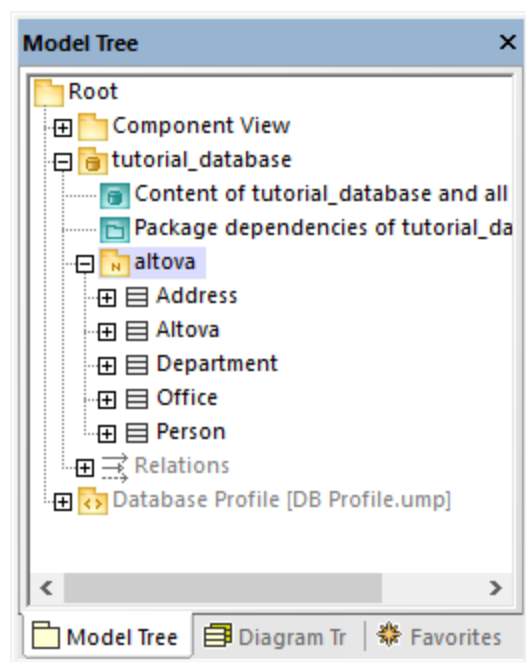 Model Tree
Root
Component View
tutorial_database
Content of tutorial_database and all
Package dependencies of tutorial_da
altova
Address
Altova
Department
Office
Person
Relations
Database Profile [DB Profile.ump]
Model Tree Diagram Tr Favorites